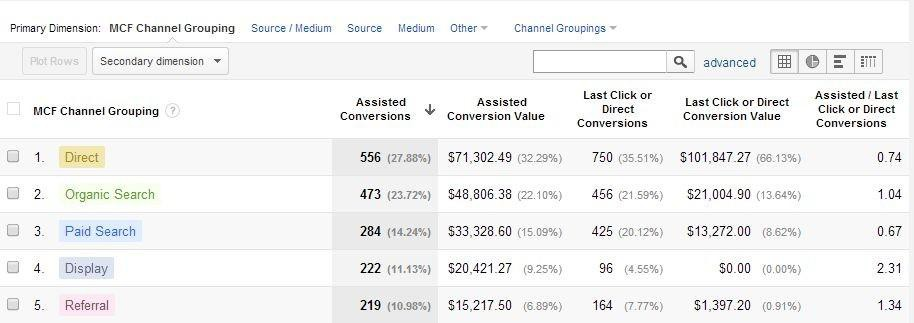 Primary Dimension: MCF Channel Grouping Source / Medium Source Medium Other Channel Groupings
Plot Rows Secondary dimension advanced
MCF Channel Grouping ? Assisted Conversions Assisted Conversion Value Last Click or Direct Conversions Last Click or Direct Conversion Value Assisted / Last Click or Direct Conversions
1. Direct 556 (27.88%) $71,302.49 (32.29%) 750 (35.51%) $101,847.27 (66.13%) 0.74
2. Organic Search 473 (23.72%) $48,806.38 (22.10%) 456 (21.59%) $21,004.90 (13.64%) 1.04
3. Paid Search 284 (14.24%) $33,328.60 (15.09%) 425 (20.12%) $13,272.00 (8.62%) 0.67
4. Display 222 (11.13%) $20,421.27 (9.25%) 96 (4.55%) $0.00 (0.00%) 2.31
5. Referral 219 (10.98%) $15,217.50 (6.89%) 164 (7.77%) $1,397.20 (0.91%) 1.34